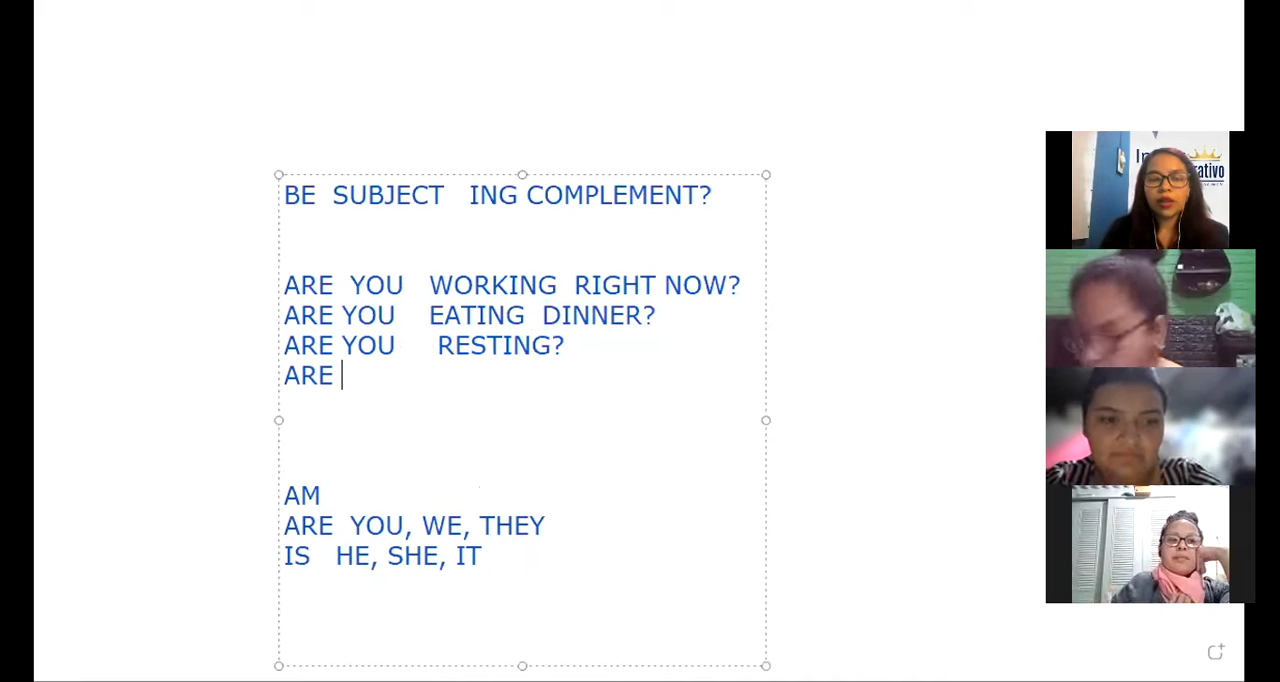 BE SUBJECT ING COMPLEMENT?
ARE YOU WORKING RIGHT NOW?
ARE YOU EATING DINNER?
ARE YOU RESTING?
ARE
AM
ARE YOU, WE, THEY
IS HE, SHE, IT